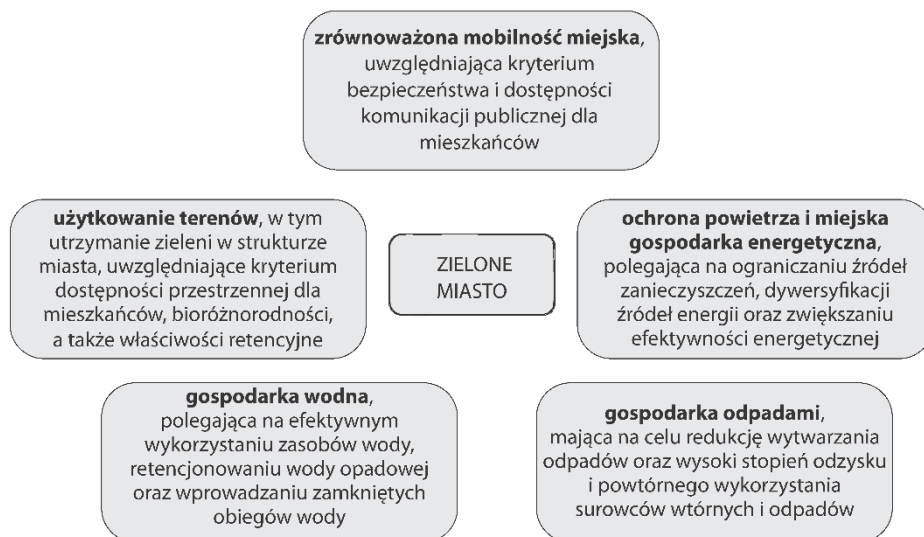 zrównoważona mobilność miejska,
uwzględniająca kryterium
bezpieczeństwa i dostępności
komunikacji publicznej dla
mieszkańców
użytkowanie terenów, w tym
utrzymanie zieleni w strukturze
miasta, uwzględniające kryterium
dostępności przestrzennej dla
mieszkańców, bioróżnorodności,
a także właściwości retencyjne
ZIELONE
MIASTO
ochrona powietrza i miejska
gospodarka energetyczna,
polegająca na ograniczaniu źródeł
zanieczyszczeń, dywersyfikacji
źródeł energii oraz zwiększaniu
efektywności energetycznej
gospodarka wodna,
polegająca na efektywnym
wykorzystaniu zasobów wody,
retencjonowaniu wody opadowej
oraz wprowadzaniu zamkniętych
obiegów wody
gospodarka odpadami,
mająca na celu redukcję wytwarzania
odpadów oraz wysoki stopień odzysku
i powtórnego wykorzystania
surowców wtórnych i odpadów